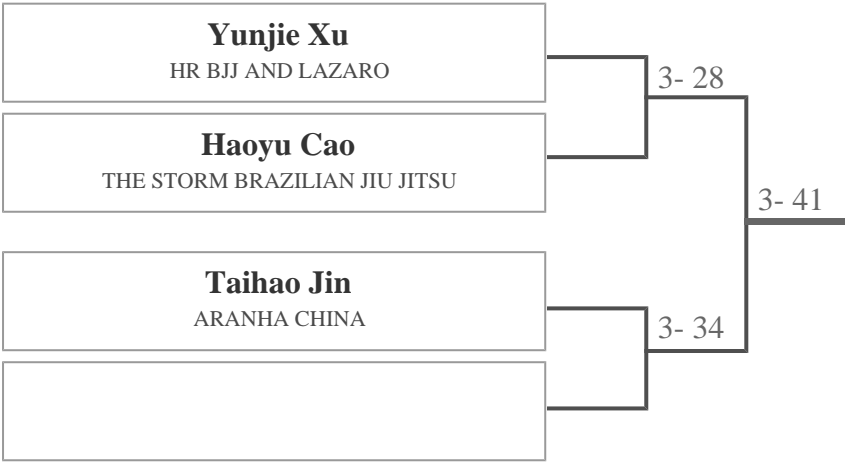 Yunjie Xu
HR BJJ AND LAZARO
3- 28
Haoyu Cao
THE STORM BRAZILIAN JIU JITSU
3- 41
Taihao Jin
ARANHA CHINA
3- 34